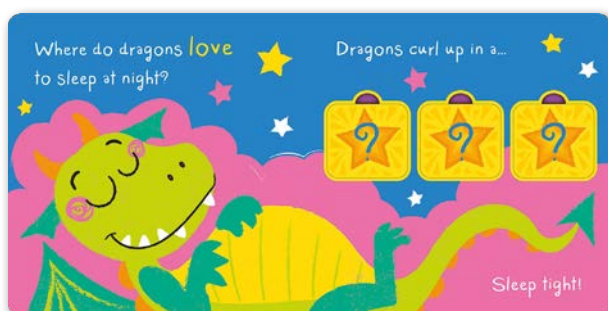 Where do dragons love
to sleep at night?
Dragons curl up in a...
? ? ?
Sleep tight!